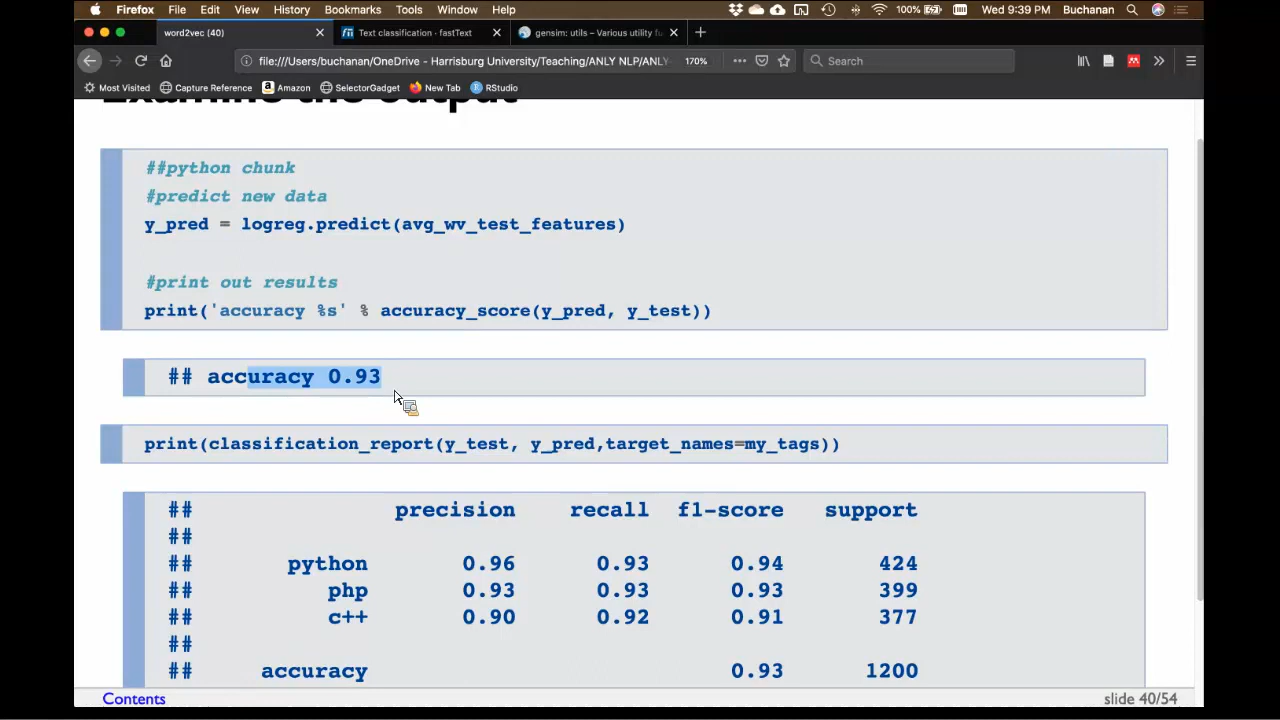 Firefox File Edit View History Bookmarks Tools Window Help 100% Wed 9:39 PM Buchanan
word2vec (40) Text classification · fastText gensim: utils – Various utility fu
file:///Users/buchanan/OneDrive - Harrisburg University/Teaching/ANLY NLP/ANLY- 170% Search
Most Visited Capture Reference Amazon SelectorGadget New Tab RStudio
Examine the output
##python chunk
#predict new data
y_pred = logreg.predict(avg_wv_test_features)
#print out results
print('accuracy %s' % accuracy_score(y_pred, y_test))
## accuracy 0.93
print(classification_report(y_test, y_pred,target_names=my_tags))
## precision recall f1-score support
##
## python 0.96 0.93 0.94 424
## php 0.93 0.93 0.93 399
## c++ 0.90 0.92 0.91 377
##
## accuracy 0.93 1200
Contents slide 40/54